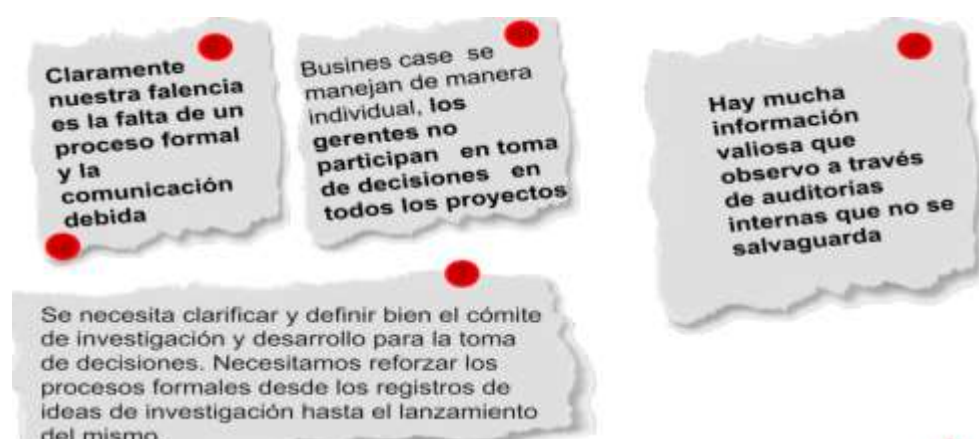 Claramente
nuestra falencia
es la falta de un
proceso formal
y la
comunicación
debida
Busines case se
manejan de manera
individual, los
gerentes no
participan en toma
de decisiones en
todos los proyectos
Hay mucha
información
valiosa que
observo a través
de auditorias
internas que no se
salvaguarda
Se necesita clarificar y definir bien el cómite
de investigación y desarrollo para la toma
de decisiones. Necesitamos reforzar los
procesos formales desde los registros de
ideas de investigación hasta el lanzamiento
del mismo